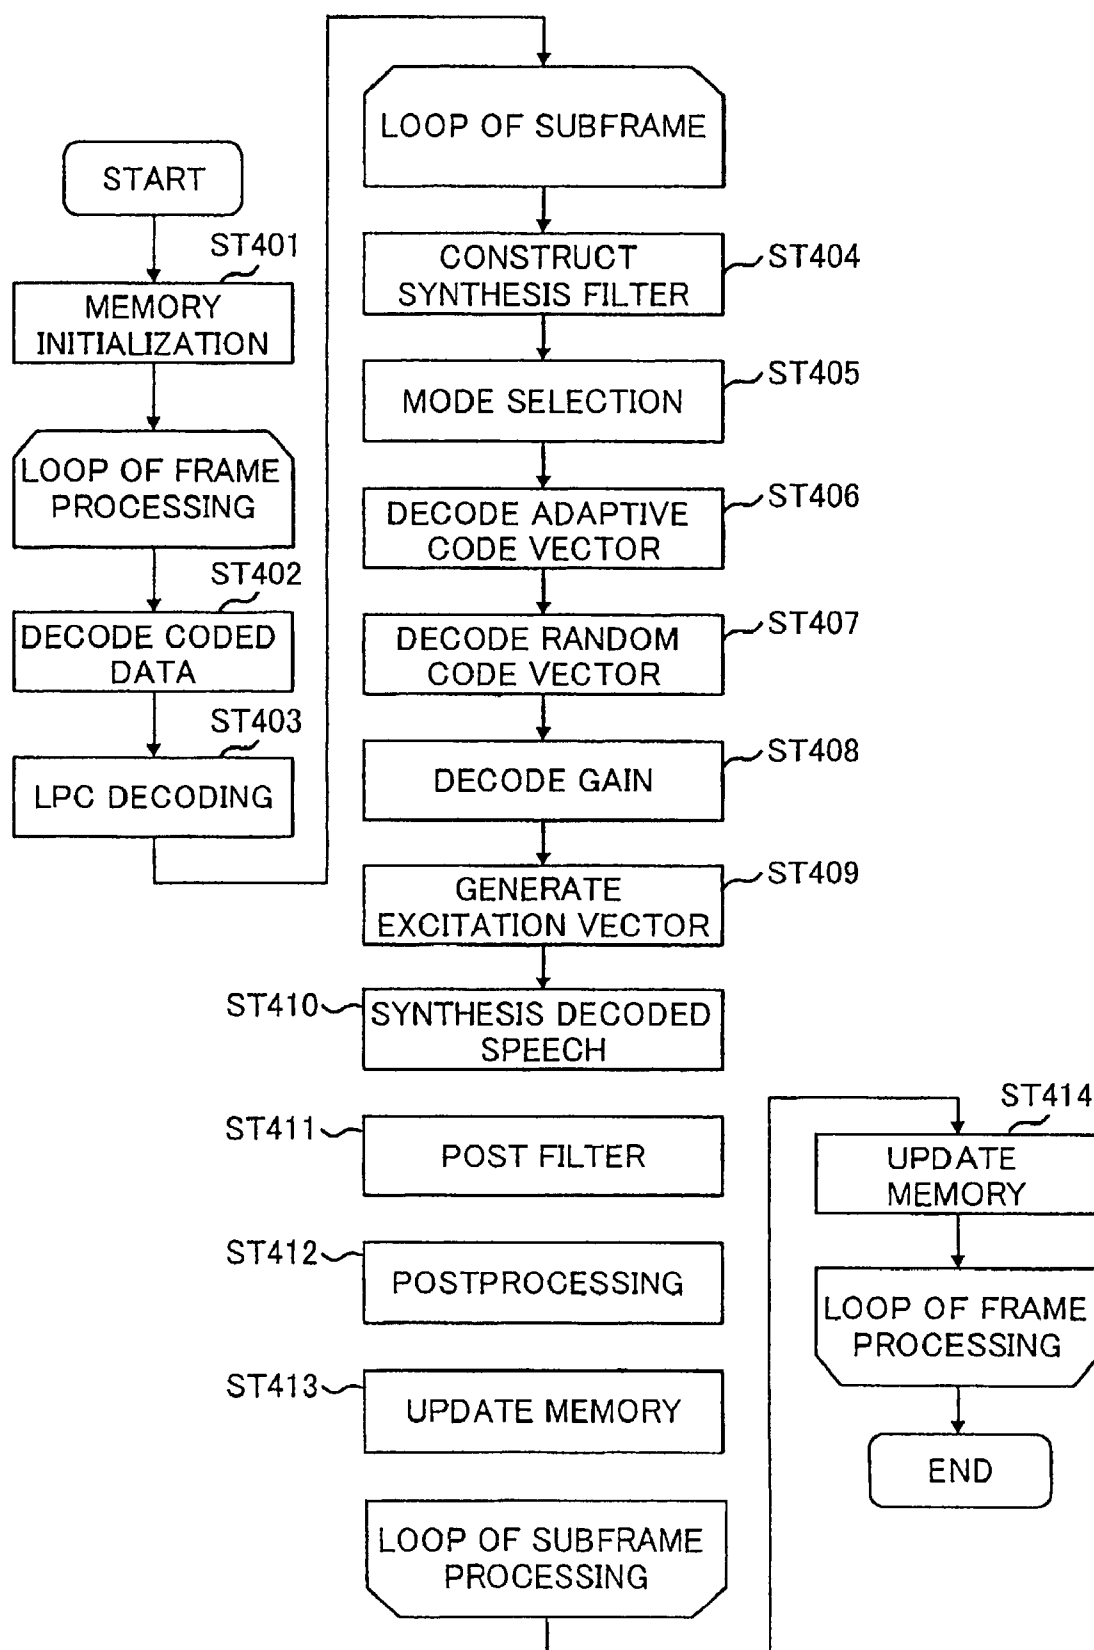 START
ST401
MEMORY
INITIALIZATION
LOOP OF FRAME
PROCESSING
ST402
DECODE CODED
DATA
ST403
LPC DECODING
LOOP OF SUBFRAME
CONSTRUCT
SYNTHESIS FILTER
ST404
MODE SELECTION
ST405
DECODE ADAPTIVE
CODE VECTOR
ST406
DECODE RANDOM
CODE VECTOR
ST407
DECODE GAIN
ST408
GENERATE
EXCITATION VECTOR
ST409
ST410
SYNTHESIS DECODED
SPEECH
ST411
POST FILTER
ST412
POSTPROCESSING
ST413
UPDATE MEMORY
LOOP OF SUBFRAME
PROCESSING
ST414
UPDATE
MEMORY
LOOP OF FRAME
PROCESSING
END